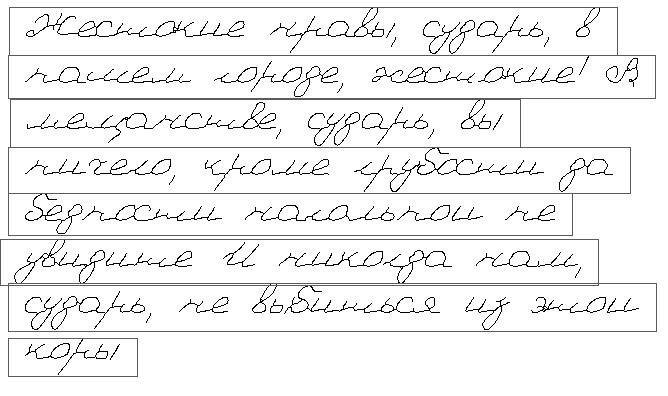 Жестокие нравы, сударь, в
нашем городе, жестокие! В
мещанстве, сударь, вы
ничего, кроме грубости да
бедности нагольной не
увидите И никогда нам,
сударь, не выбиться из этой
коры